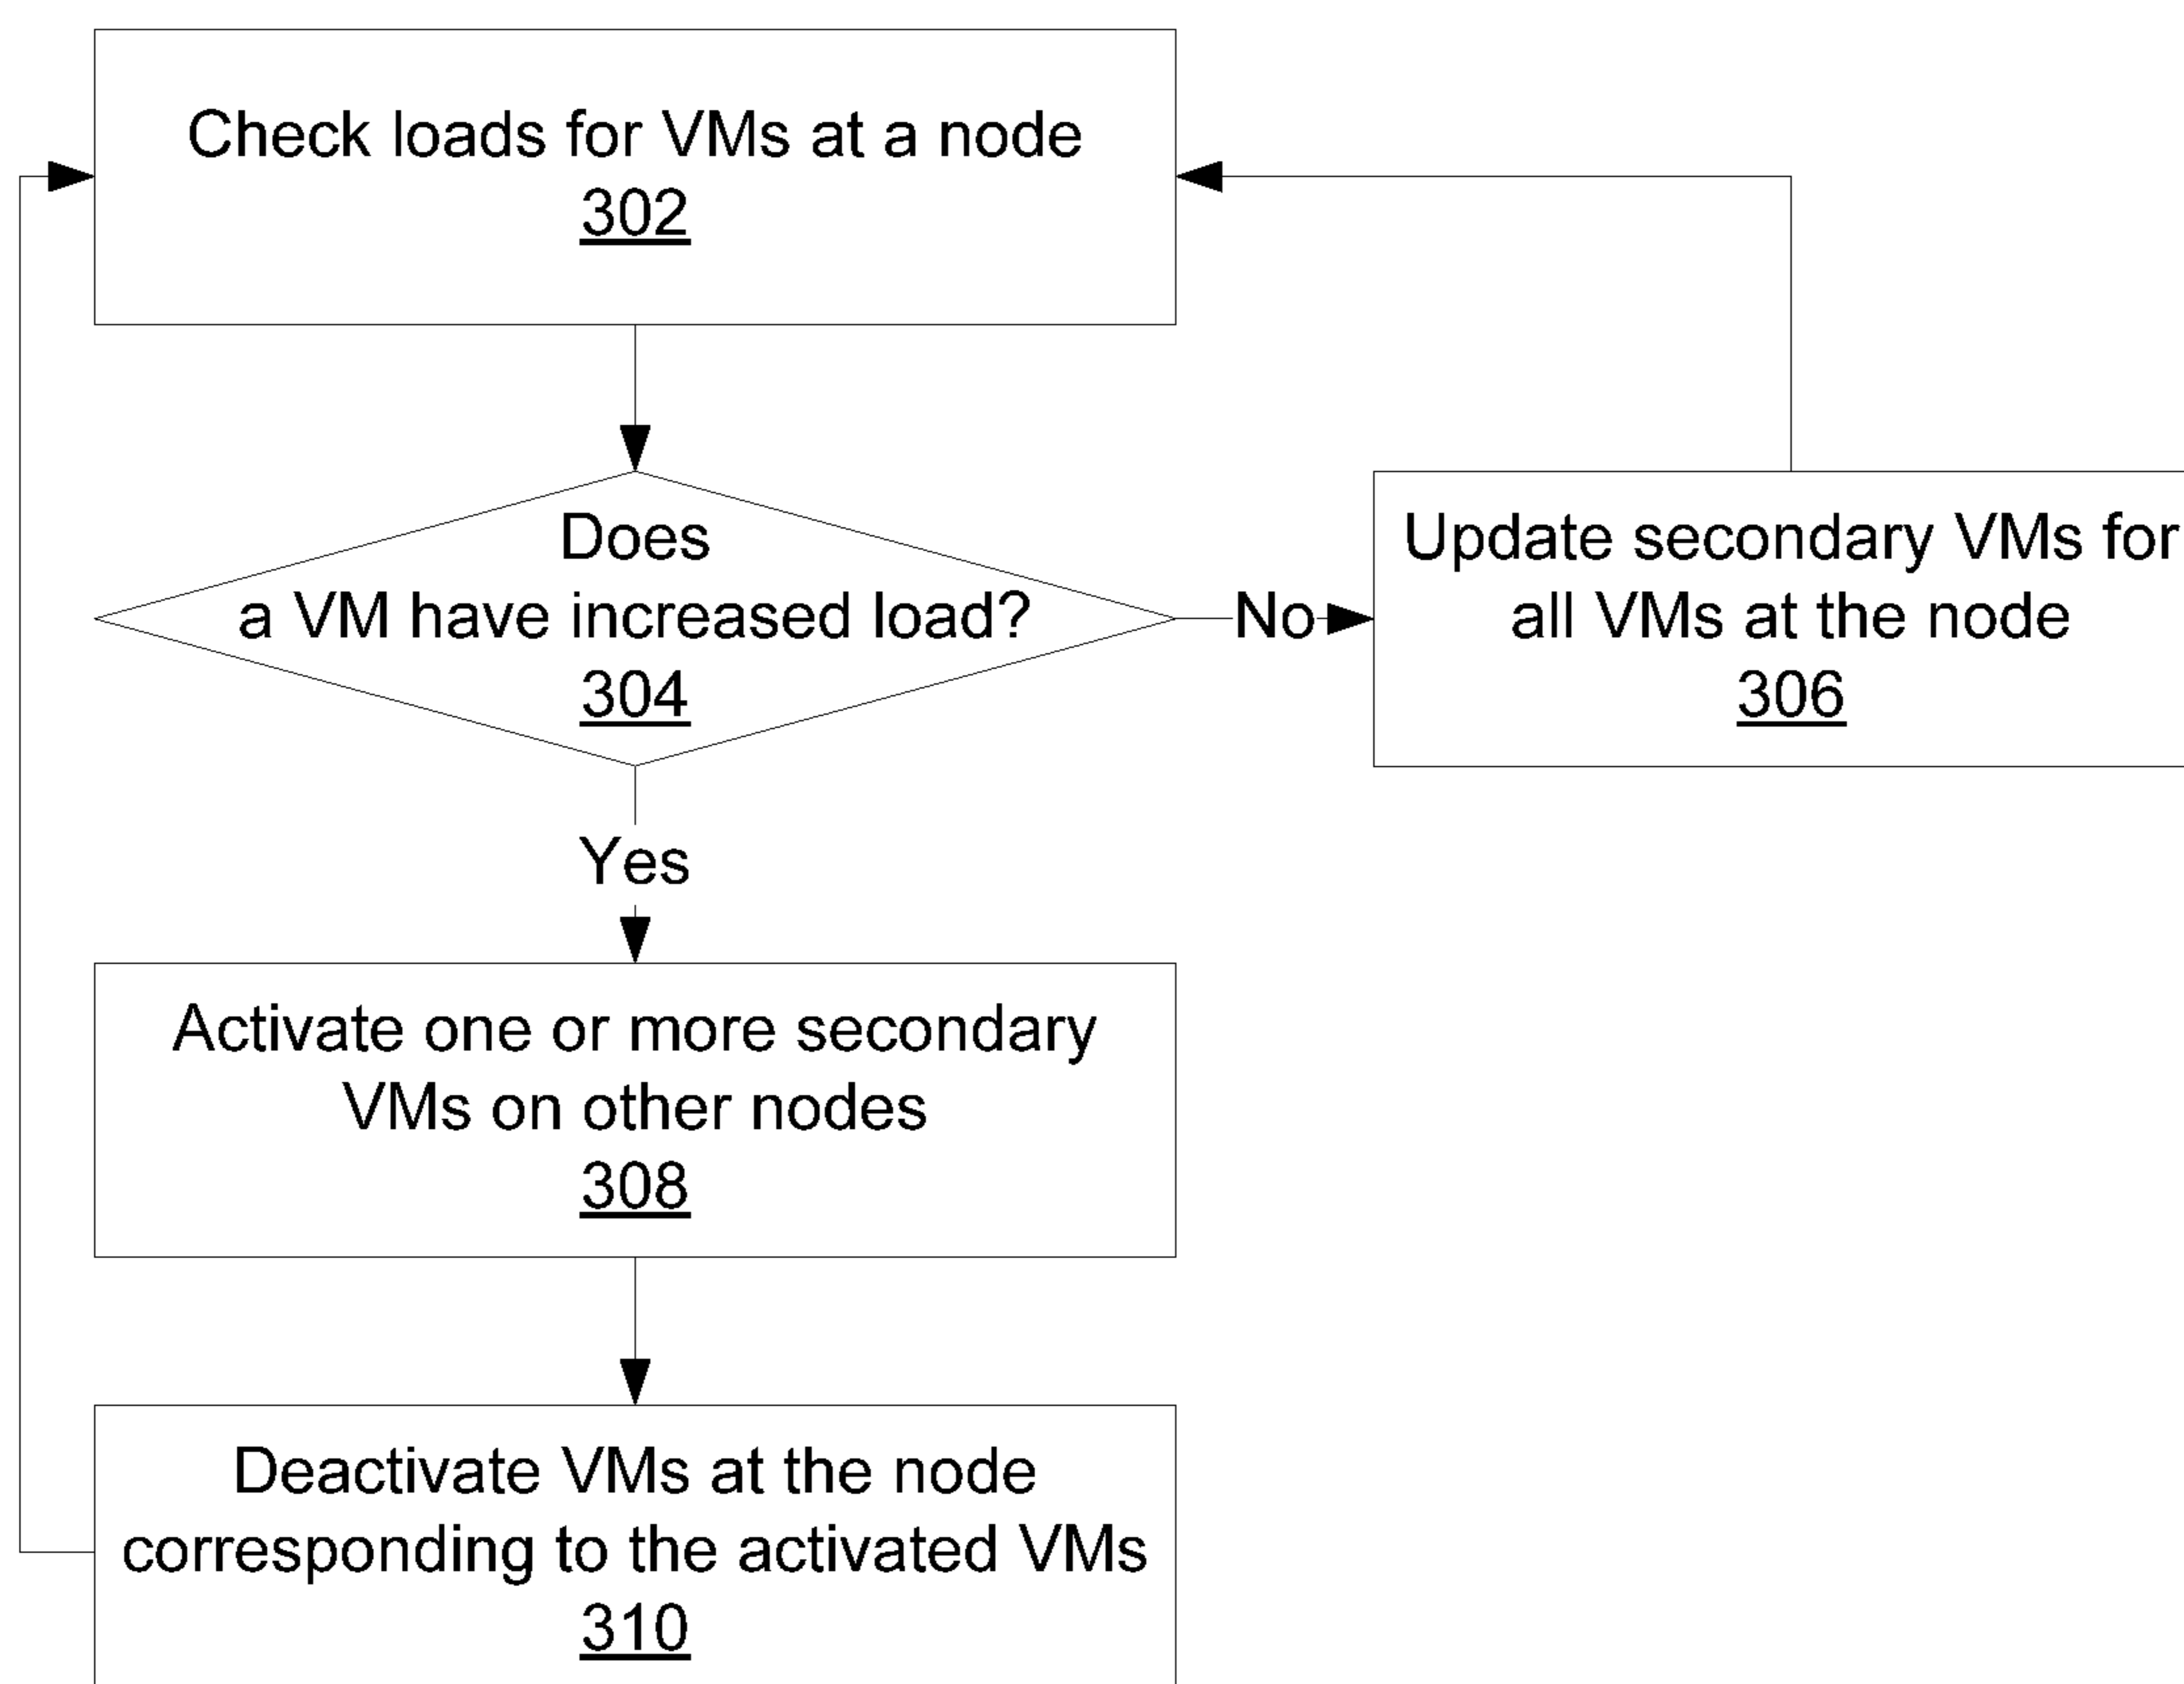 Check loads for VMs at a node
302
Does
a VM have increased load?
304
No
Update secondary VMs for
all VMs at the node
306
Yes
Activate one or more secondary
VMs on other nodes
308
Deactivate VMs at the node
corresponding to the activated VMs
310